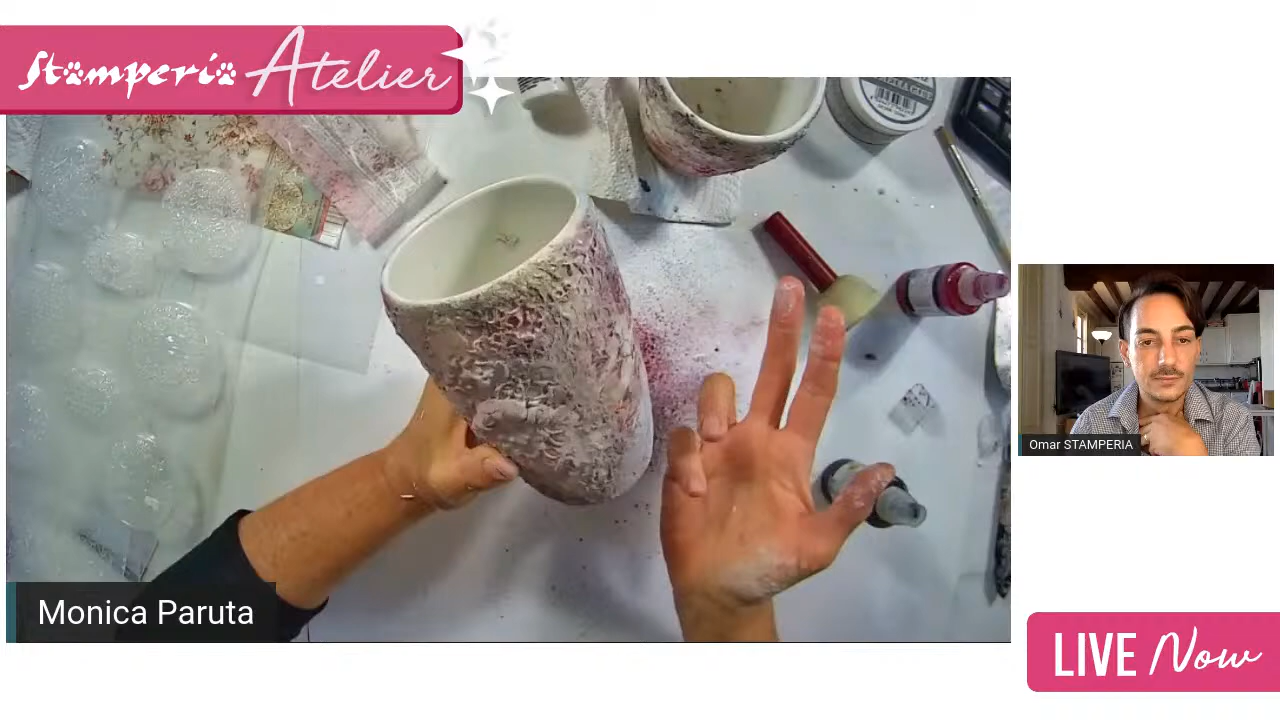 Stamperia Atelier
Monica Paruta
Omar STAMPERIA
LIVE Now